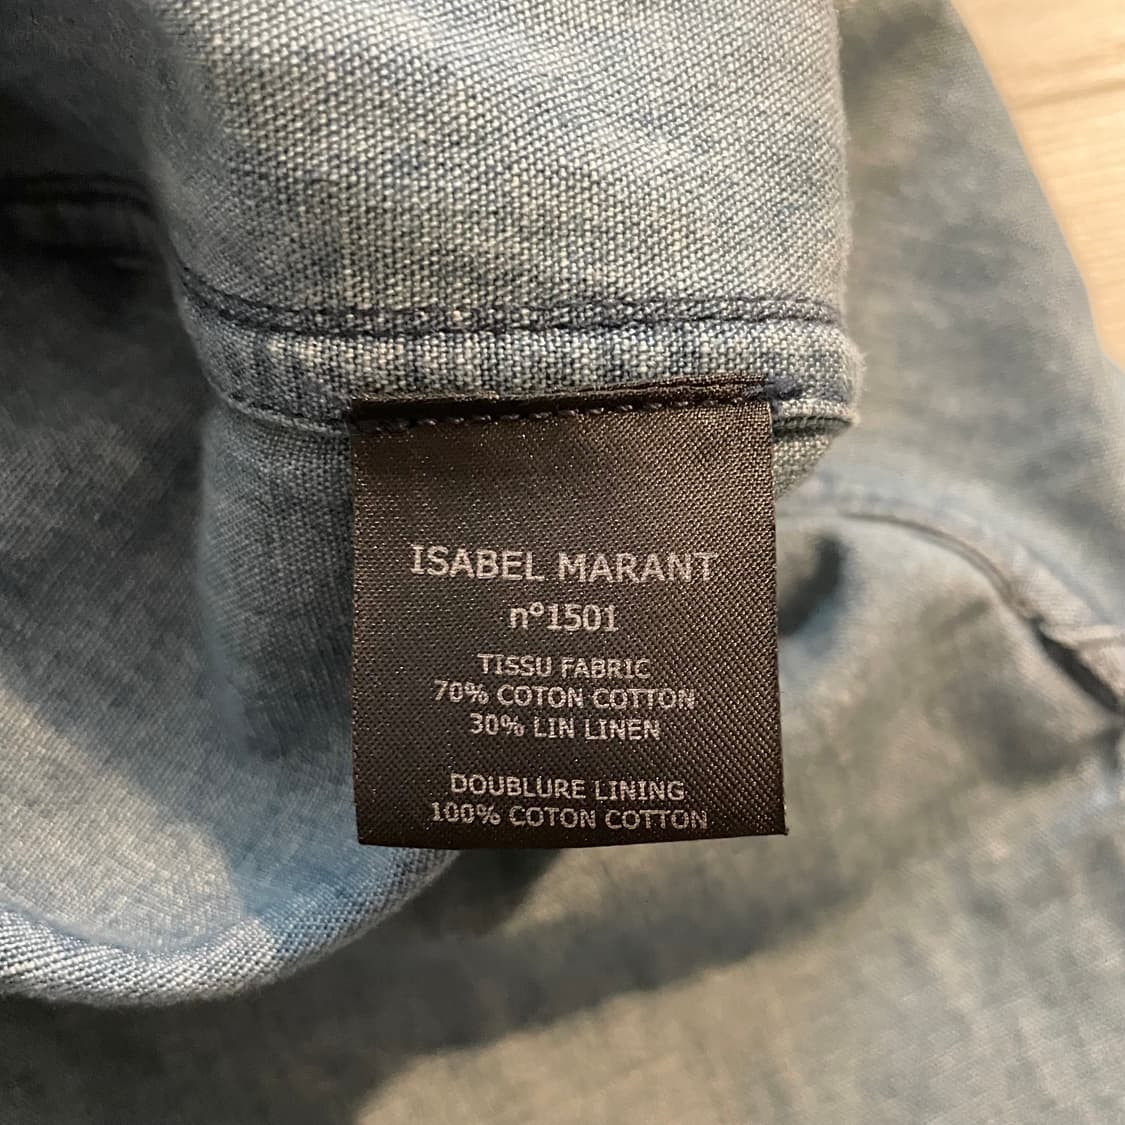 ISABEL MARANT
n°1501
TISSU FABRIC
70% COTON COTTON
30% LIN LINEN
DOUBLURE LINING
100% COTON COTTON